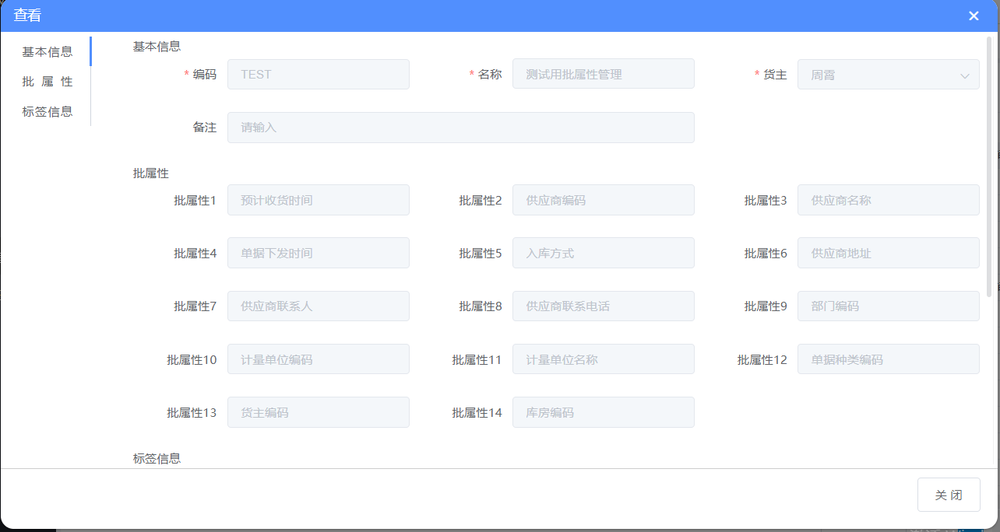 查看
基本信息
批 属 性
标签信息
基本信息
* 编码 TEST * 名称 测试用批属性管理 * 货主 周霄
备注 请输入
批属性
批属性1 预计收货时间 批属性2 供应商编码 批属性3 供应商名称
批属性4 单据下发时间 批属性5 入库方式 批属性6 供应商地址
批属性7 供应商联系人 批属性8 供应商联系电话 批属性9 部门编码
批属性10 计量单位编码 批属性11 计量单位名称 批属性12 单据种类编码
批属性13 货主编码 批属性14 库房编码
标签信息
关 闭